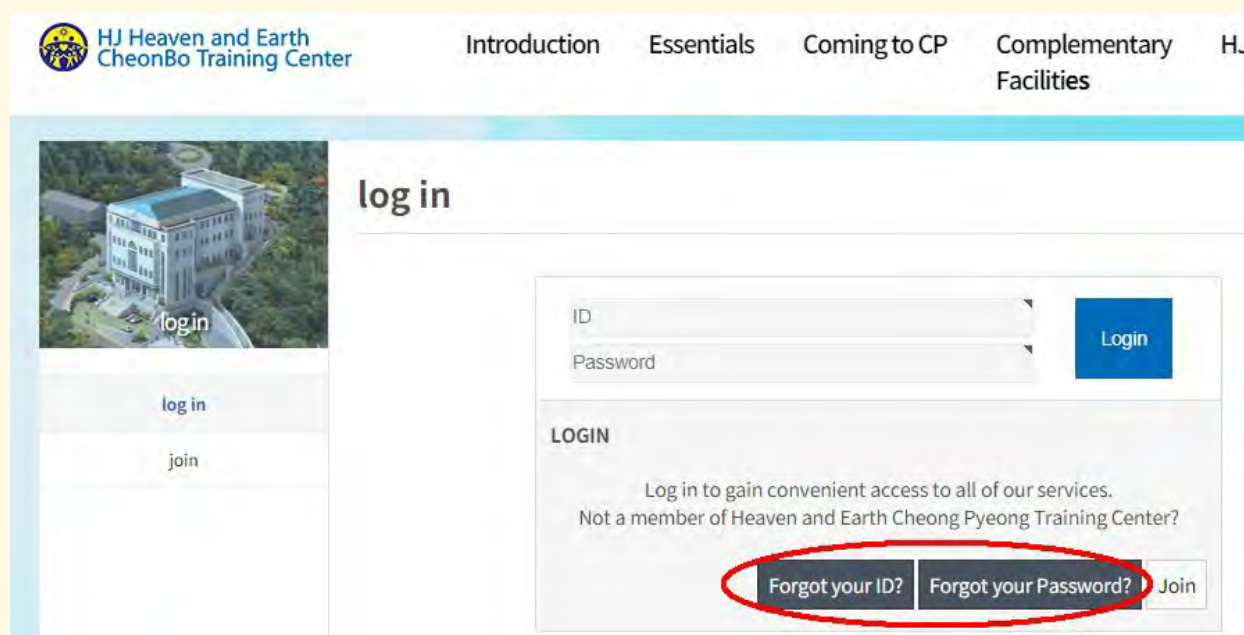 HJ Heaven and Earth
CheonBo Training Center
Introduction
Essentials
Coming to CP
Complementary
Facilities
HJ
log in
log in
join
log in
ID
Password
Login
LOGIN
Log in to gain convenient access to all of our services.
Not a member of Heaven and Earth Cheong Pyeong Training Center?
Forgot your ID?
Forgot your Password?
Join